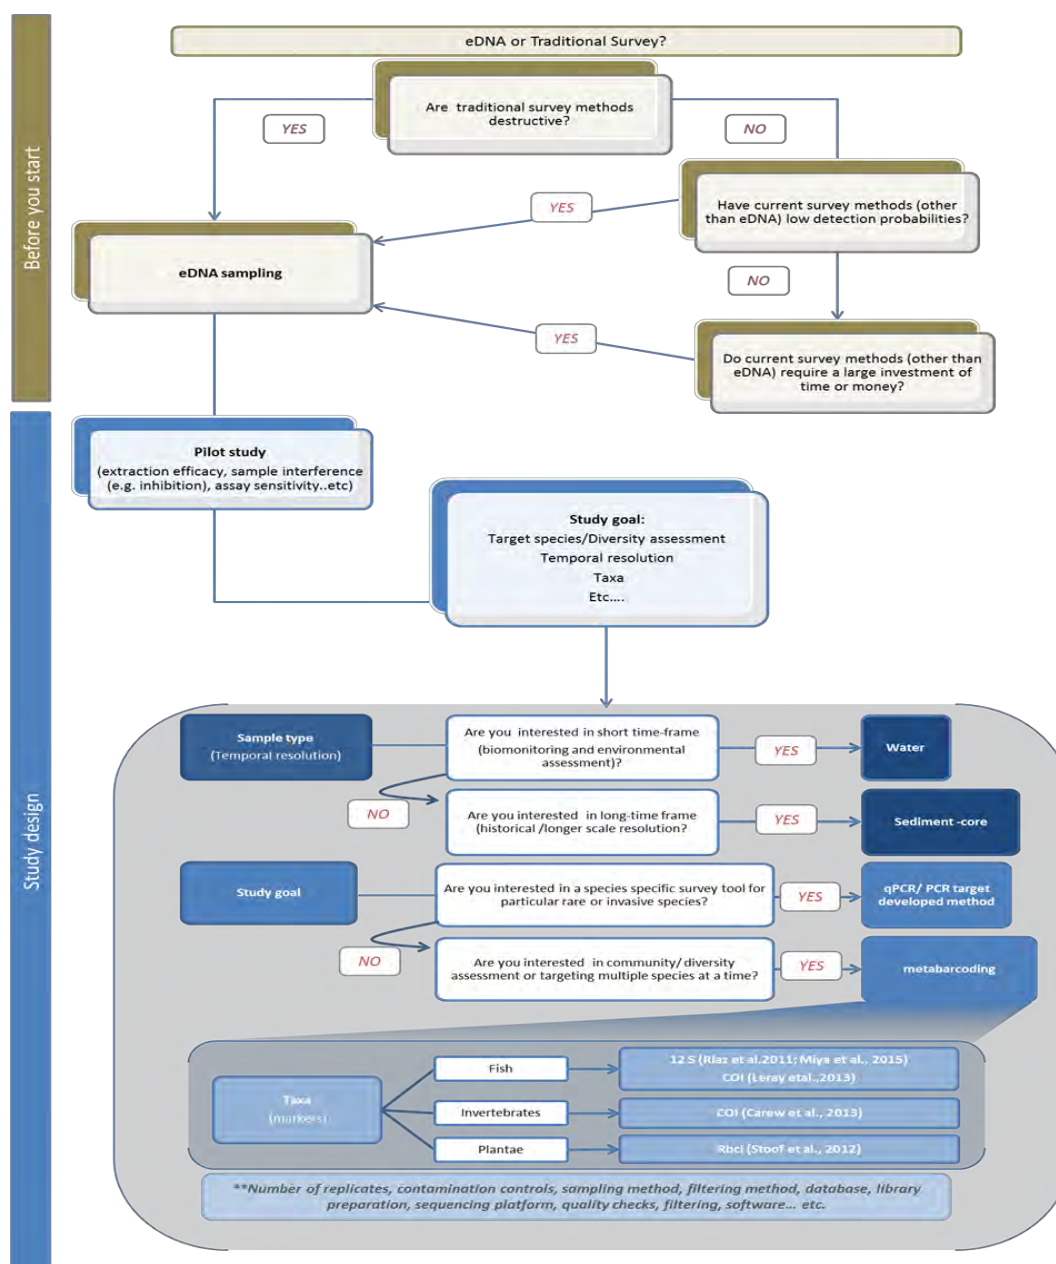 eDNA or Traditional Survey?
Before you start
Are traditional survey methods
destructive?
YES
NO
Have current survey methods (other
than eDNA) low detection probabilities?
YES
eDNA sampling
NO
YES
Do current survey methods (other than
eDNA) require a large investment of
time or money?
Study design
Pilot study
(extraction efficacy, sample interference
(e.g. inhibition), assay sensitivity..etc)
Study goal:
Target species/Diversity assessment
Temporal resolution
Taxa
Etc....
Sample type
(Temporal resolution)
Are you interested in short time-frame
(biomonitoring and environmental
assessment)?
YES
Water
NO
Are you interested in long-time frame
(historical /longer scale resolution?
YES
Sediment -core
Study goal
Are you interested in a species specific survey tool for
particular rare or invasive species?
YES
qPCR/ PCR target
developed method
NO
Are you interested in community/ diversity
assessment or targeting multiple species at a time?
YES
metabarcoding
Taxa
(markers)
Fish
12 S (Riaz et al.2011; Miya et al., 2015)
COI (Leray etal.,2013)
Invertebrates
COI (Carew et al., 2013)
Plantae
Rbcl (Stoof et al., 2012)
**Number of replicates, contamination controls, sampling method, filtering method, database, library
preparation, sequencing platform, quality checks, filtering, software... etc.